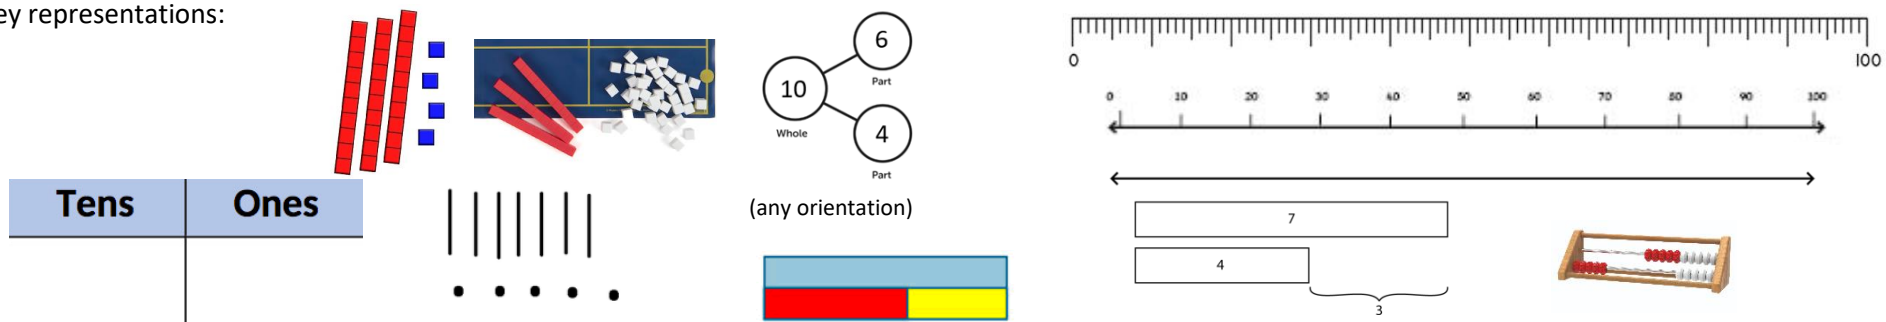 ey representations:
6
Part
10
Whole
4
Part
(any orientation)
Tens Ones
0 100
0 10 20 30 40 50 60 70 80 90 100
7
4
3